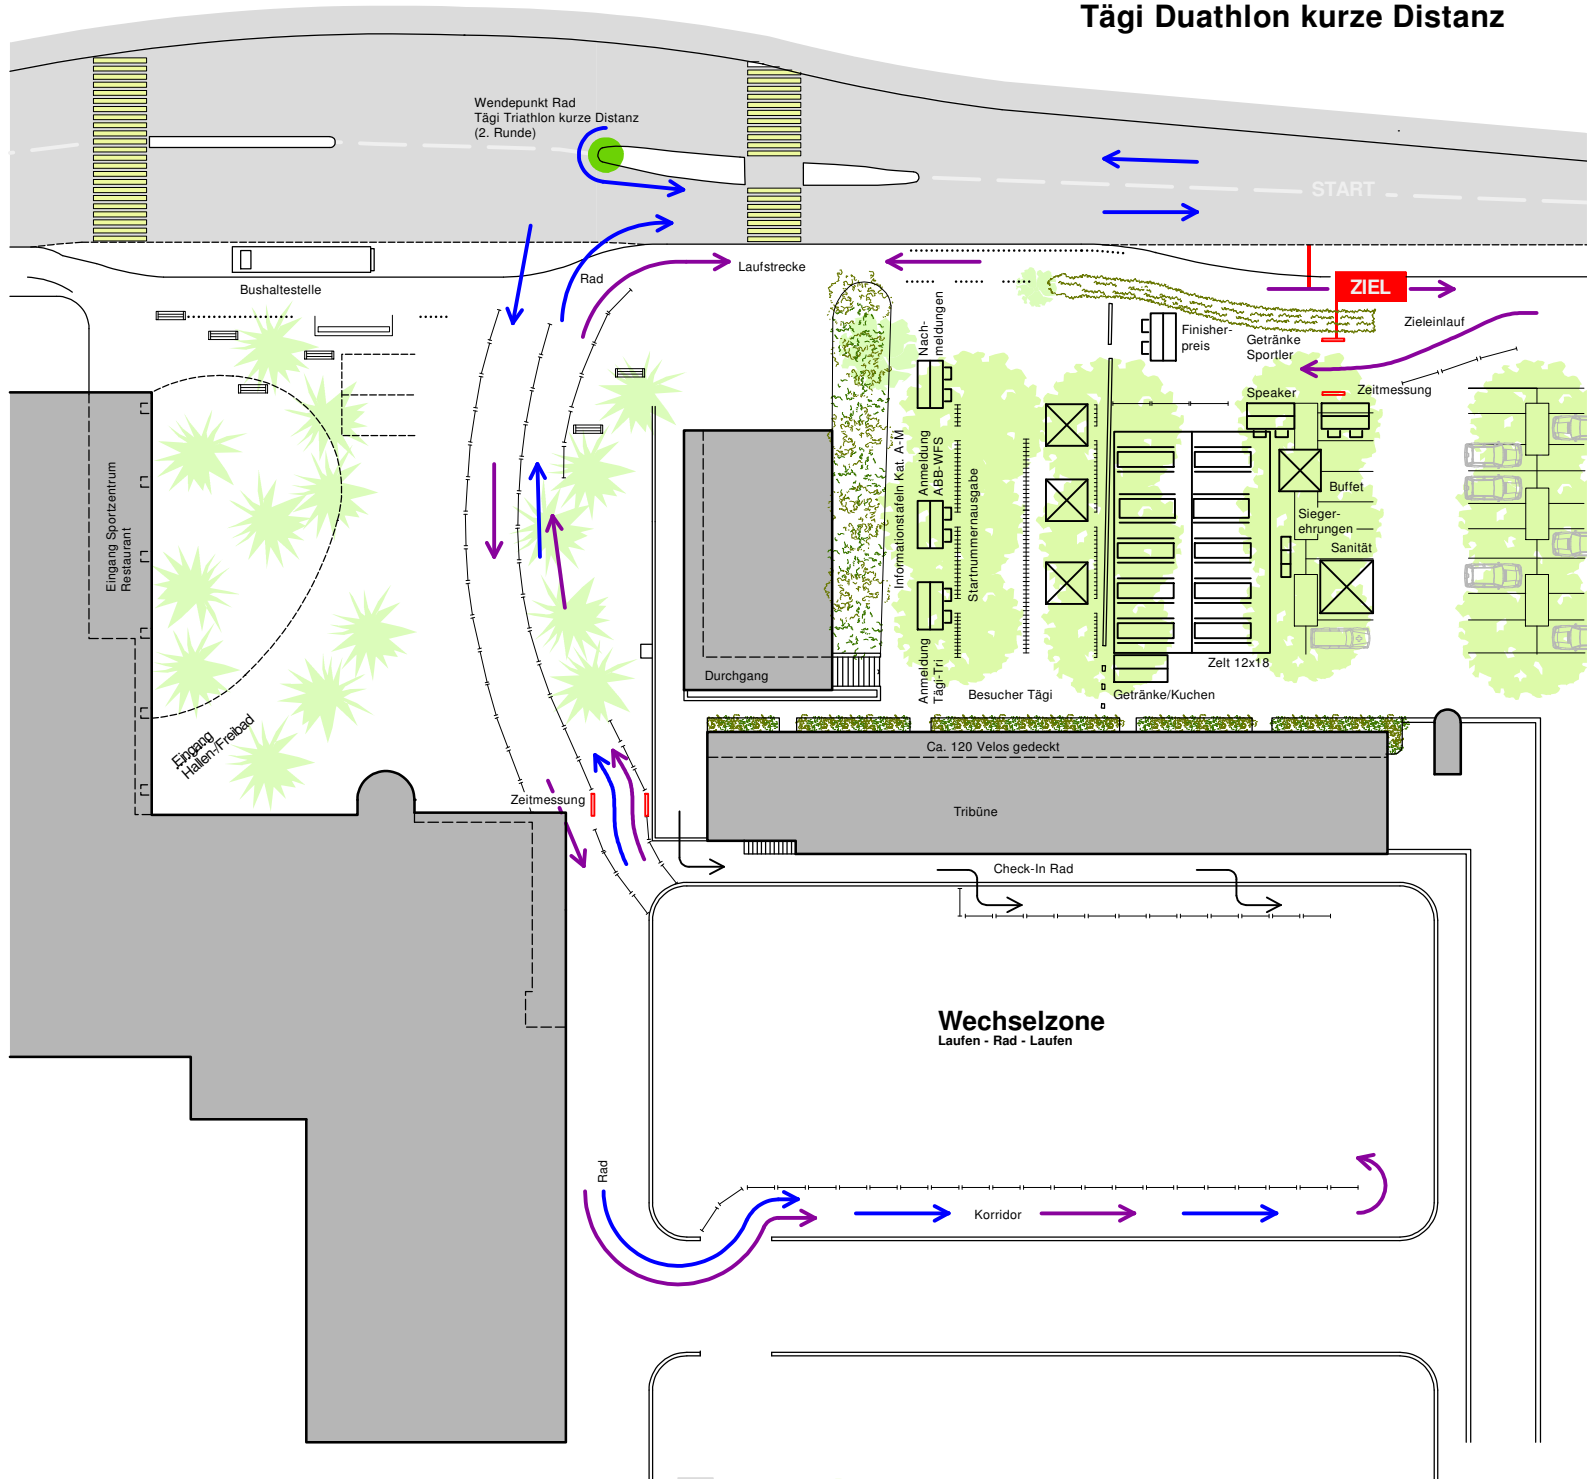 Tägi Duathlon kurze Distanz
Wendepunkt Rad
Tägi Triathlon kurze Distanz
(2. Runde)
START
Rad
Laufstrecke
Bushaltestelle
ZIEL
Zieleinlauf
Nach-
meldungen
Finisher-
preis
Getränke
Sportler
Speaker
Zeitmessung
Eingang Sportzentrum
Restaurant
Informationstafeln Kat. A-M
Anmeldung
ABB-WFS
Startnummernausgabe
Buffet
Sieger-
ehrungen
Sanität
Durchgang
Anmeldung
Tägi-Tri
Besucher Tägi
Getränke/Kuchen
Zelt 12x18
Eingang
Hallen-/Freibad
Ca. 120 Velos gedeckt
Zeitmessung
Tribüne
Check-In Rad
Wechselzone
Laufen - Rad - Laufen
Rad
Korridor